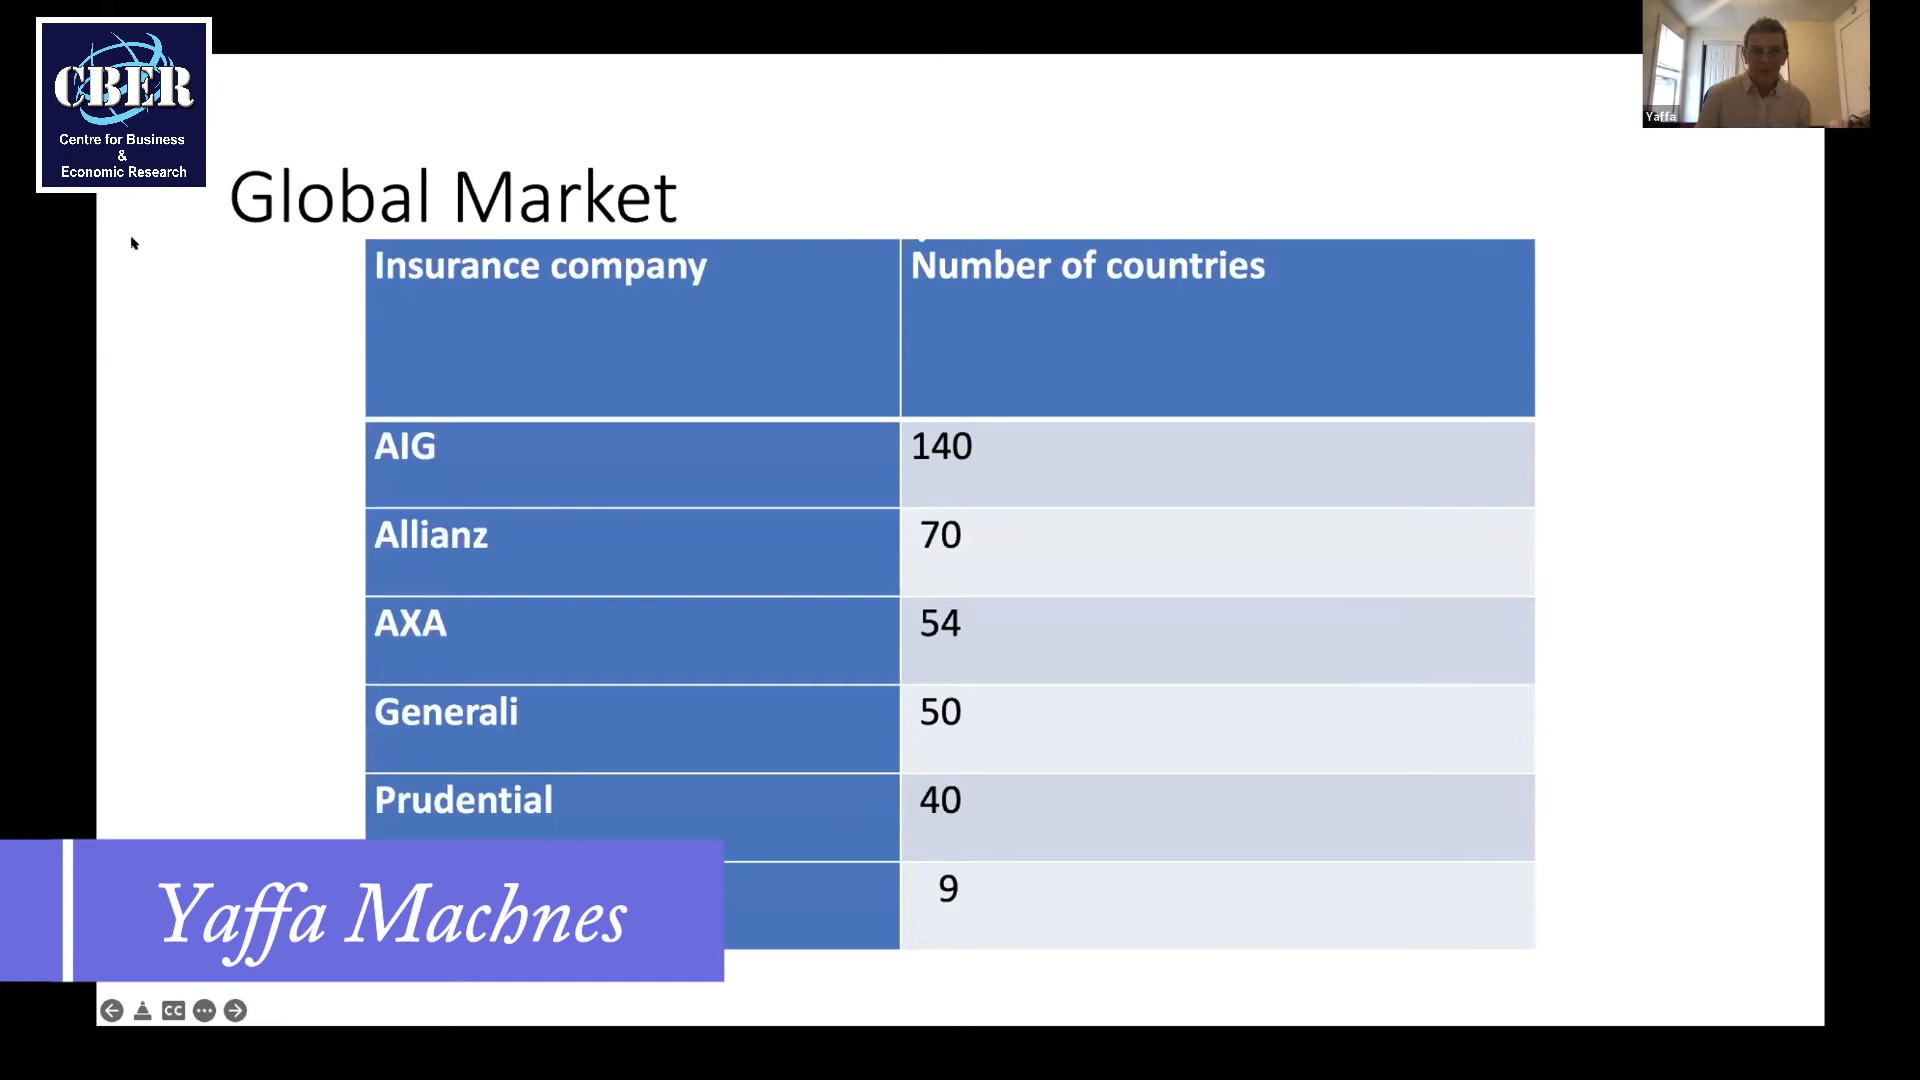 CBER
Centre for Business
&
Economic Research
Yaffa
Global Market
Insurance company
Number of countries
AIG
140
Allianz
70
AXA
54
Generali
50
Prudential
40
9
Yaffa Machnes
CC